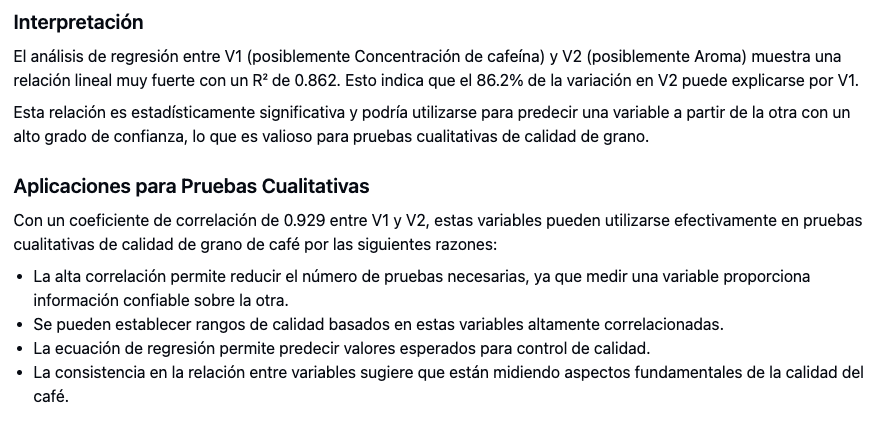 Interpretación
El análisis de regresión entre V1 (posiblemente Concentración de cafeína) y V2 (posiblemente Aroma) muestra una
relación lineal muy fuerte con un R² de 0.862. Esto indica que el 86.2% de la variación en V2 puede explicarse por V1.
Esta relación es estadísticamente significativa y podría utilizarse para predecir una variable a partir de la otra con un
alto grado de confianza, lo que es valioso para pruebas cualitativas de calidad de grano.
Aplicaciones para Pruebas Cualitativas
Con un coeficiente de correlación de 0.929 entre V1 y V2, estas variables pueden utilizarse efectivamente en pruebas
cualitativas de calidad de grano de café por las siguientes razones:
• La alta correlación permite reducir el número de pruebas necesarias, ya que medir una variable proporciona
información confiable sobre la otra.
• Se pueden establecer rangos de calidad basados en estas variables altamente correlacionadas.
• La ecuación de regresión permite predecir valores esperados para control de calidad.
• La consistencia en la relación entre variables sugiere que están midiendo aspectos fundamentales de la calidad del
café.